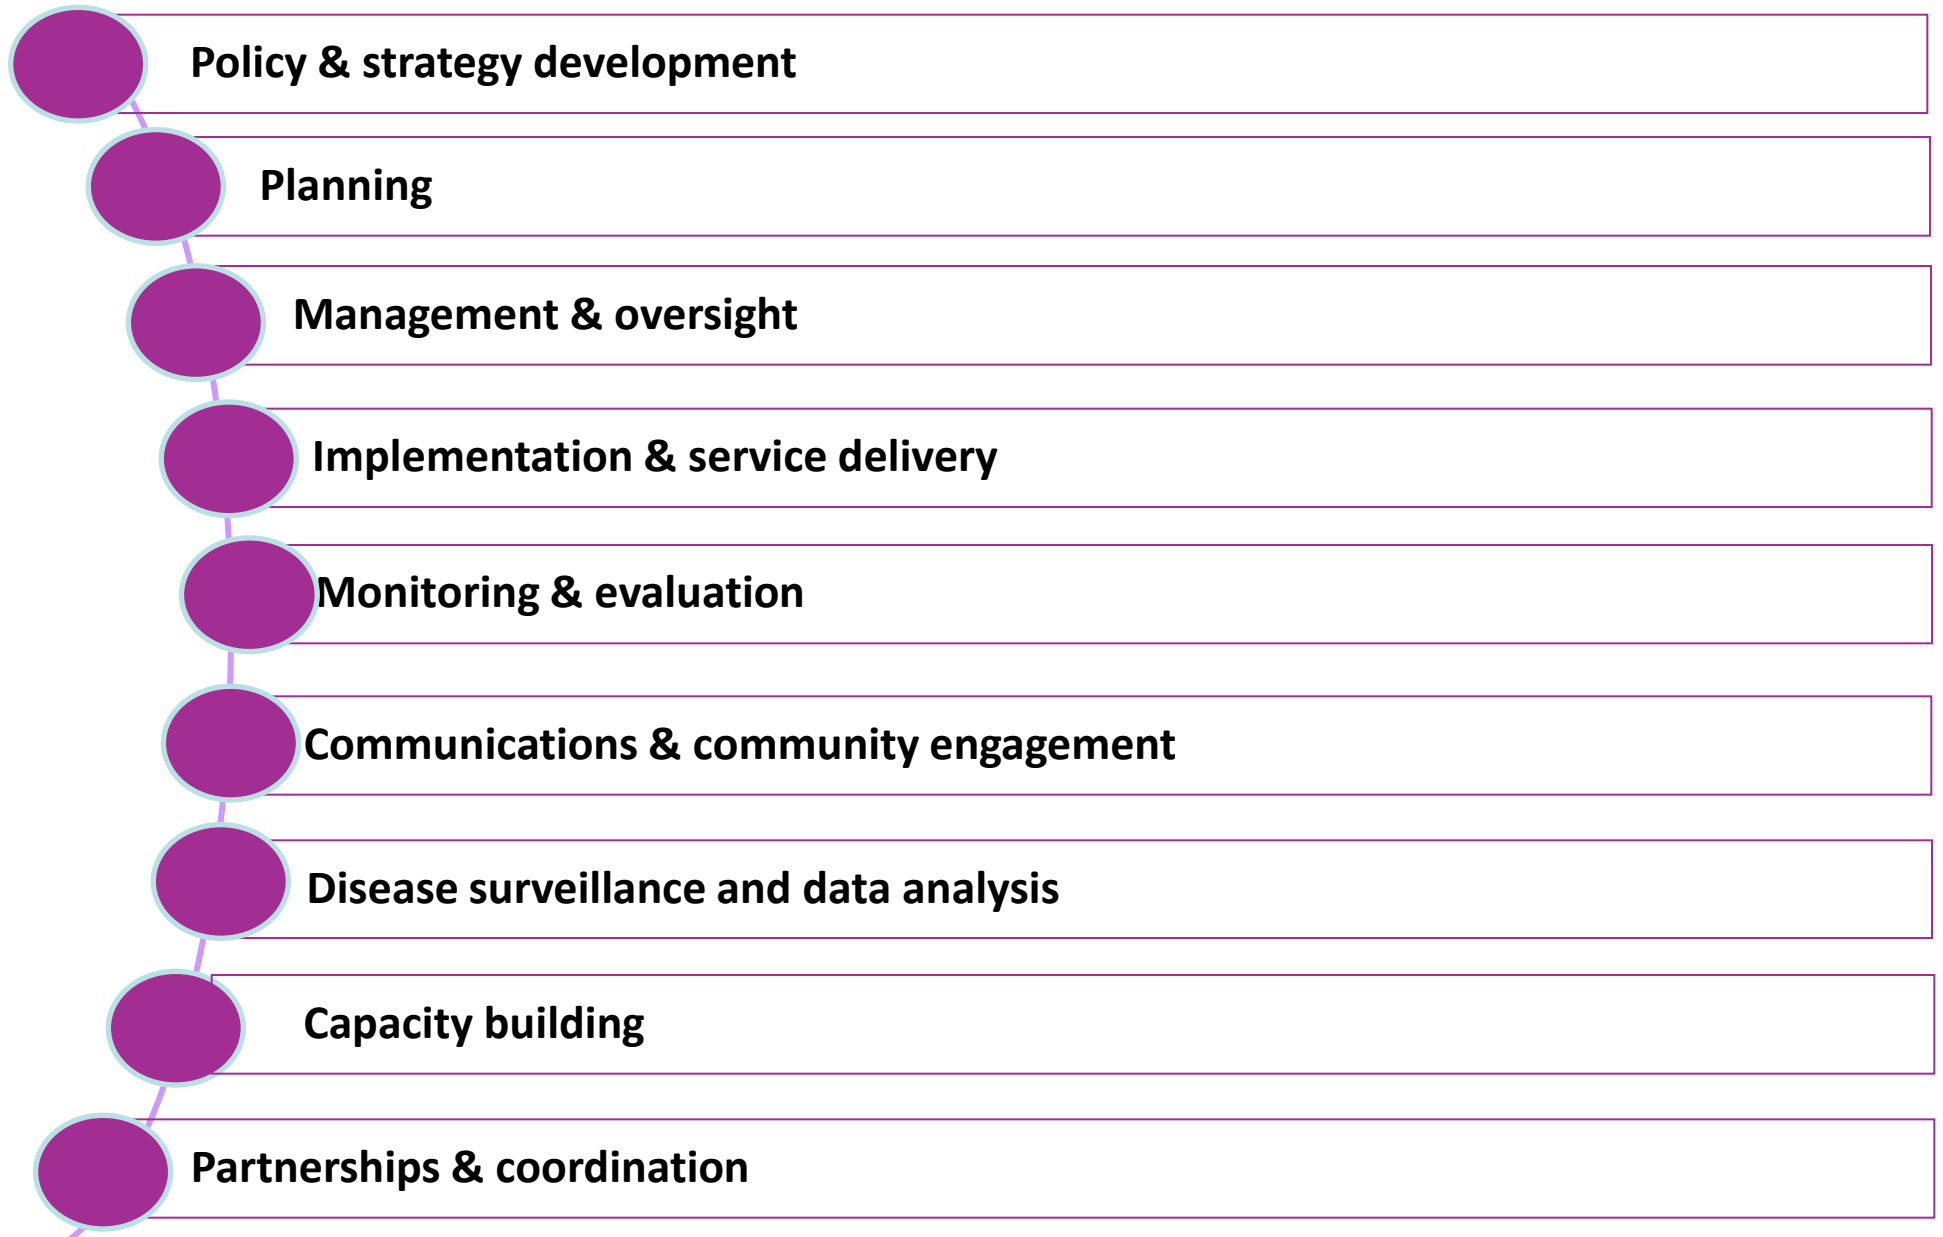 Policy & strategy development
Planning
Management & oversight
Implementation & service delivery
Monitoring & evaluation
Communications & community engagement
Disease surveillance and data analysis
Capacity building
Partnerships & coordination